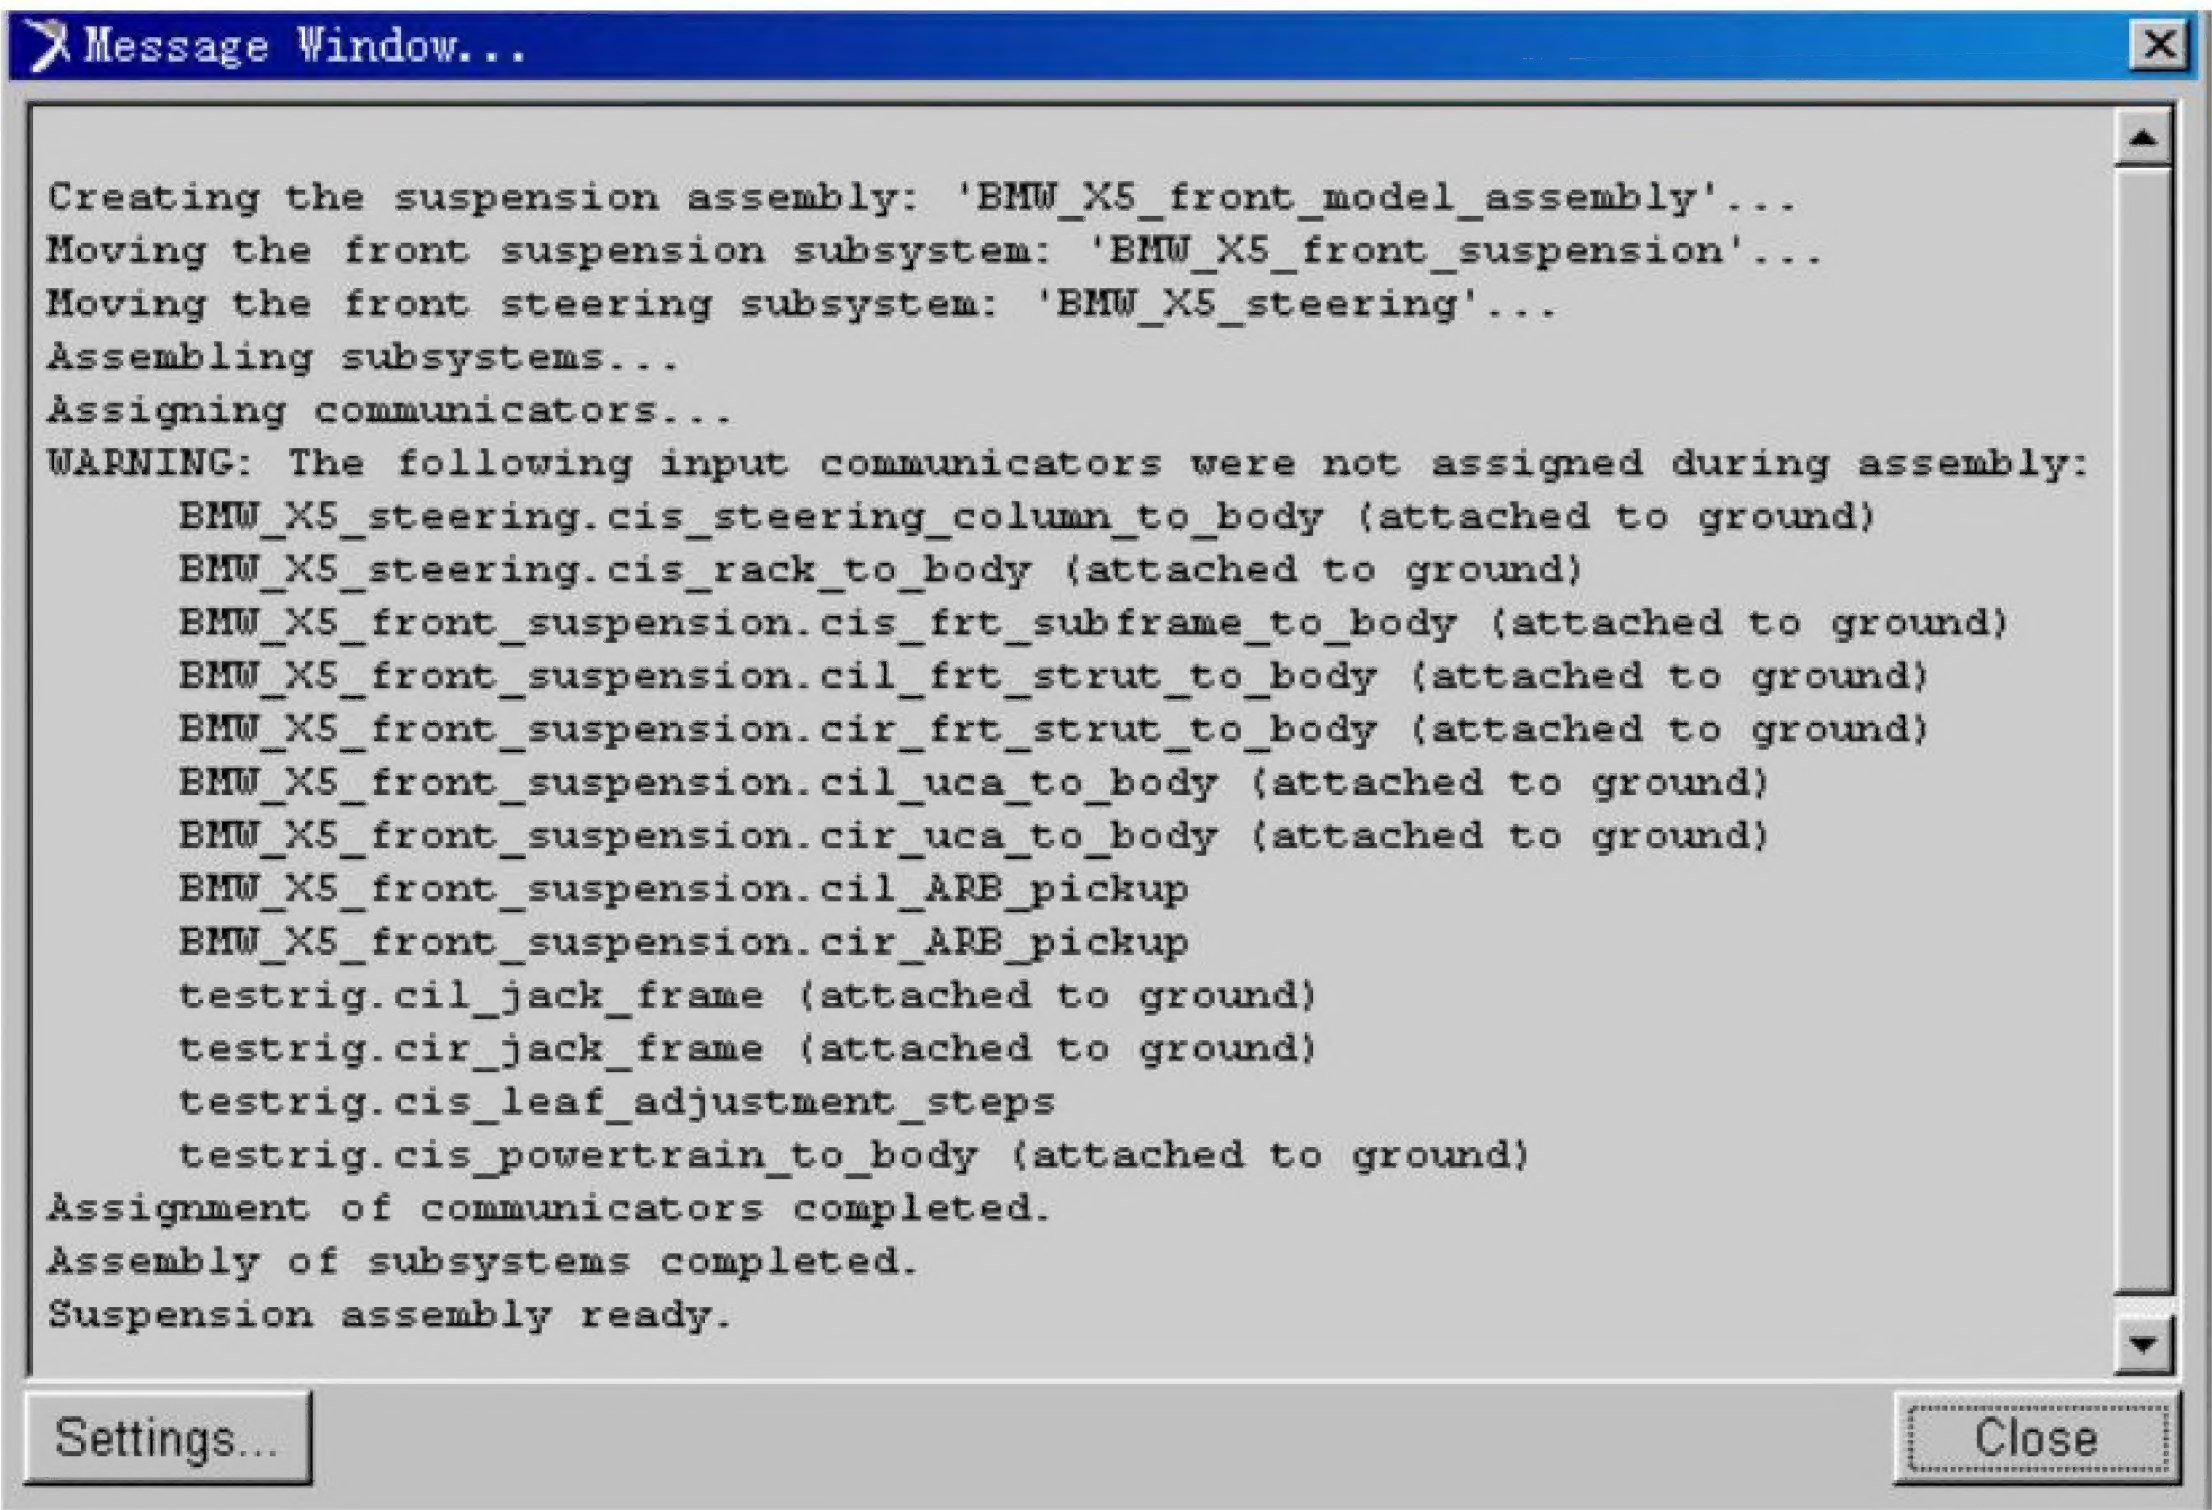 Message Window...
Creating the suspension assembly: 'BMW_X5_front_model_assembly'...
Moving the front suspension subsystem: 'BMW_X5_front_suspension'...
Moving the front steering subsystem: 'BMW_X5_steering'...
Assembling subsystems...
Assigning communicators...
WARNING: The following input communicators were not assigned during assembly:
BMW_X5_steering.cis_steering_column_to_body (attached to ground)
BMW_X5_steering.cis_rack_to_body (attached to ground)
BMW_X5_front_suspension.cis_frt_subframe_to_body (attached to ground)
BMW_X5_front_suspension.cil_frt_strut_to_body (attached to ground)
BMW_X5_front_suspension.cir_frt_strut_to_body (attached to ground)
BMW_X5_front_suspension.cil_uca_to_body (attached to ground)
BMW_X5_front_suspension.cir_uca_to_body (attached to ground)
BMW_X5_front_suspension.cil_ARB_pickup
BMW_X5_front_suspension.cir_ARB_pickup
testrig.cil_jack_frame (attached to ground)
testrig.cir_jack_frame (attached to ground)
testrig.cis_leaf_adjustment_steps
testrig.cis_powertrain_to_body (attached to ground)
Assignment of communicators completed.
Assembly of subsystems completed.
Suspension assembly ready.
Settings...
Close